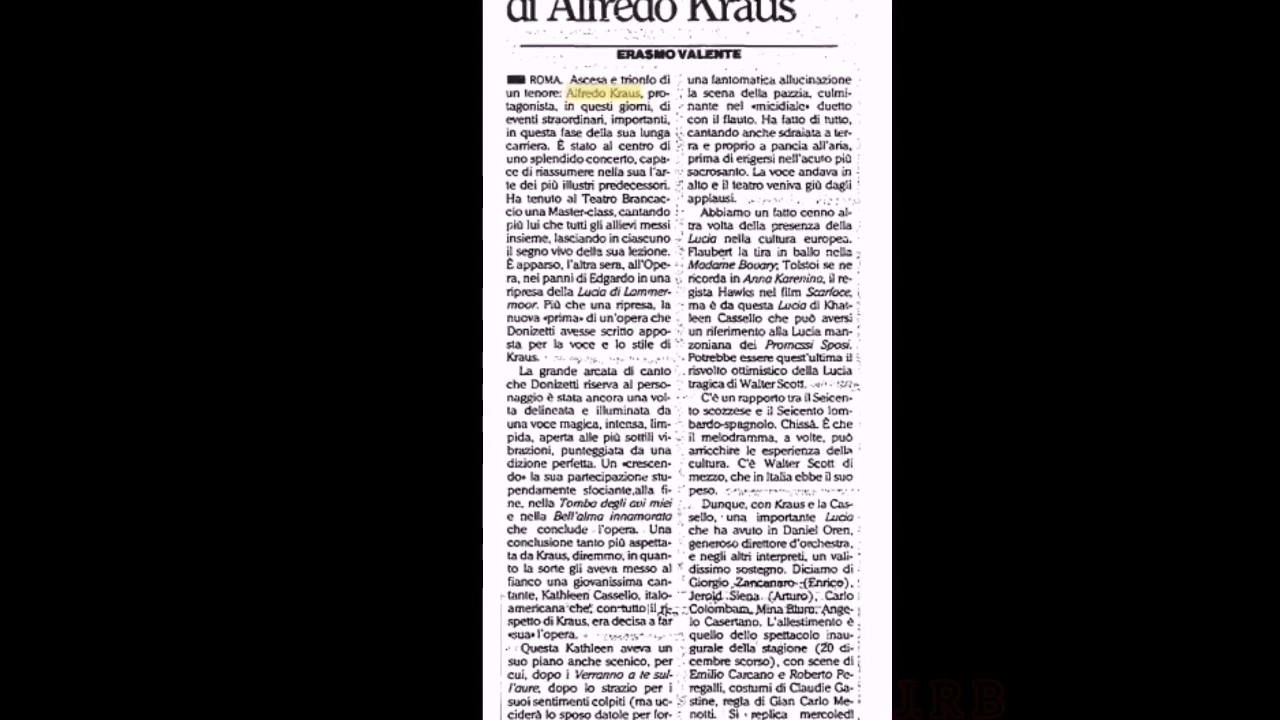 di Alfredo Kraus
ERASMO VALENTE
ROMA. Ascesa e trionfo di
un tenore: Alfredo Kraus, pro-
tagonista, in questi giorni, di
eventi straordinari, importanti,
in questa fase della sua lunga
carriera. È stato al centro di
uno splendido concerto, capa-
ce di riassumere nella sua l'ar-
te dei più illustri predecessori.
Ha tenuto al Teatro Brancac-
cio una Master-class, cantando
più lui che tutti gli allievi messi
insieme, lasciando in ciascuno
il segno vivo della sua lezione.
È apparso, l'altra sera, all'Ope-
ra, nei panni di Edgardo in una
ripresa della Lucia di Lammer-
moor. Più che una ripresa, la
nuova «prima» di un'opera che
Donizetti avesse scritto appo-
sta per la voce e lo stile di
Kraus.
La grande arcata di canto
che Donizetti riserva al perso-
naggio è stata ancora una vol-
ta delineata e illuminata da
una voce magica, intensa, lim-
pida, aperta alle più sottili vi-
brazioni, punteggiata da una
dizione perfetta. Un «crescen-
do» la sua partecipazione stu-
pendamente sfociante, alla fi-
ne, nella Tomba degli avi miei
e nella Bell'alma innamorata
che conclude l'opera. Una
conclusione tanto più aspetta-
ta da Kraus, diremmo, in quan-
to la sorte gli aveva messo al
fianco una giovanissima can-
tante, Kathleen Cassello, italo-
americana che, con tutto il ri-
spetto di Kraus, era decisa a far
«sua» l'opera.
Questa Kathleen aveva un
suo piano anche scenico, per
cui, dopo i Verranno a te sul-
l'aure, dopo lo strazio per i
suoi sentimenti colpiti (ma uc-
ciderà lo sposo datole per for-
una fantomatica allucinazione
la scena della pazzia, culmi-
nante nel «micidiale» duetto
con il flauto. Ha fatto di tutto,
cantando anche sdraiata a ter-
ra e proprio a pancia all'aria,
prima di erigersi nell'acuto più
sacrosanto. La voce andava in
alto e il teatro veniva giù dagli
applausi.
Abbiamo un fatto cenno al-
tra volta della presenza della
Lucia nella cultura europea.
Flaubert la tira in ballo nella
Madame Bovary, Tolstoi se ne
ricorda in Anna Karenina, il re-
gista Hawks nel film Scarface,
ma è da questa Lucia di Khat-
leen Cassello che può aversi
un riferimento alla Lucia man-
zoniana dei Promessi Sposi.
Potrebbe essere quest'ultima il
risvolto ottimistico della Lucia
tragica di Walter Scott.
C'è un rapporto tra il Seicen-
to scozzese e il Seicento lom-
bardo-spagnolo. Chissà. È che
il melodramma, a volte, può
arricchire le esperienze della
cultura. C'è Walter Scott di
mezzo, che in Italia ebbe il suo
peso.
Dunque, con Kraus e la Cas-
sello, una importante Lucia
che ha avuto in Daniel Oren,
generoso direttore d'orchestra,
e negli altri interpreti, un vali-
dissimo sostegno. Diciamo di
Giorgio Zancanaro (Enrico),
Jerold Siena (Arturo), Carlo
Colombara, Mina Blum, Ange-
lo Casertano. L'allestimento è
quello dello spettacolo inau-
gurale della stagione (20 di-
cembre scorso), con scene di
Emilio Carcano e Roberto Pe-
regalli, costumi di Claudie Ga-
stine, regia di Gian Carlo Me-
notti. Si replica mercoledì
IRB